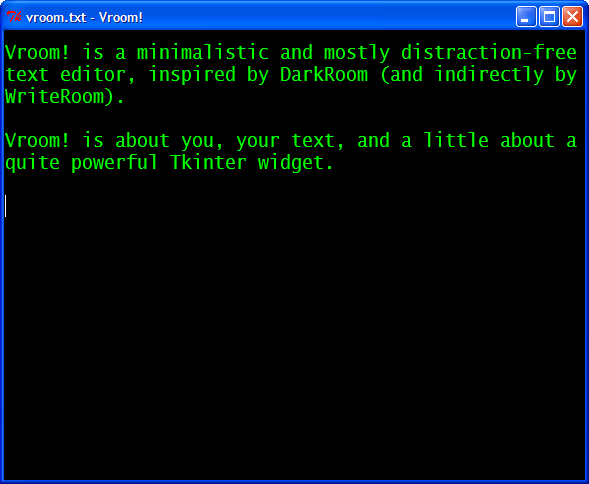 vroom.txt - Vroom!
Vroom! is a minimalistic and mostly distraction-free
text editor, inspired by DarkRoom (and indirectly by
WriteRoom).
Vroom! is about you, your text, and a little about a
quite powerful Tkinter widget.